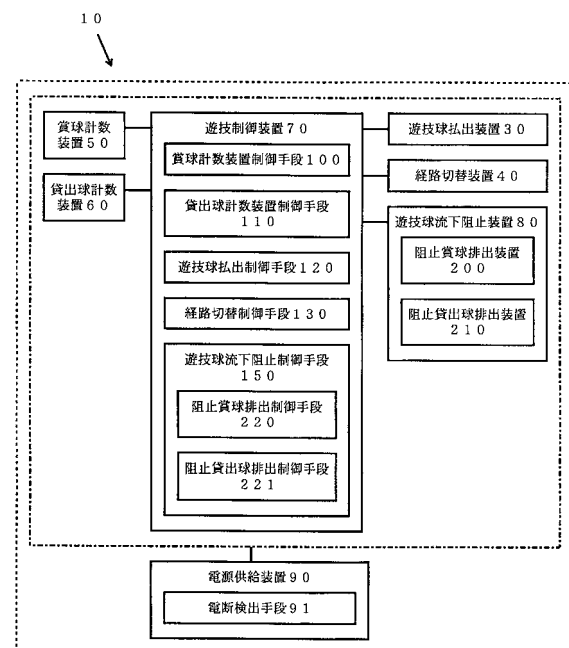 １０
賞球計数
装置５０
貸出球計数
装置６０
遊技制御装置７０
賞球計数装置制御手段１００
貸出球計数装置制御手段
１１０
遊技球払出制御手段１２０
経路切替制御手段１３０
遊技球流下阻止制御手段
１５０
阻止賞球排出制御手段
２２０
阻止貸出球排出制御手段
２２１
遊技球払出装置３０
経路切替装置４０
遊技球流下阻止装置８０
阻止賞球排出装置
２００
阻止貸出球排出装置
２１０
電源供給装置９０
電断検出手段９１